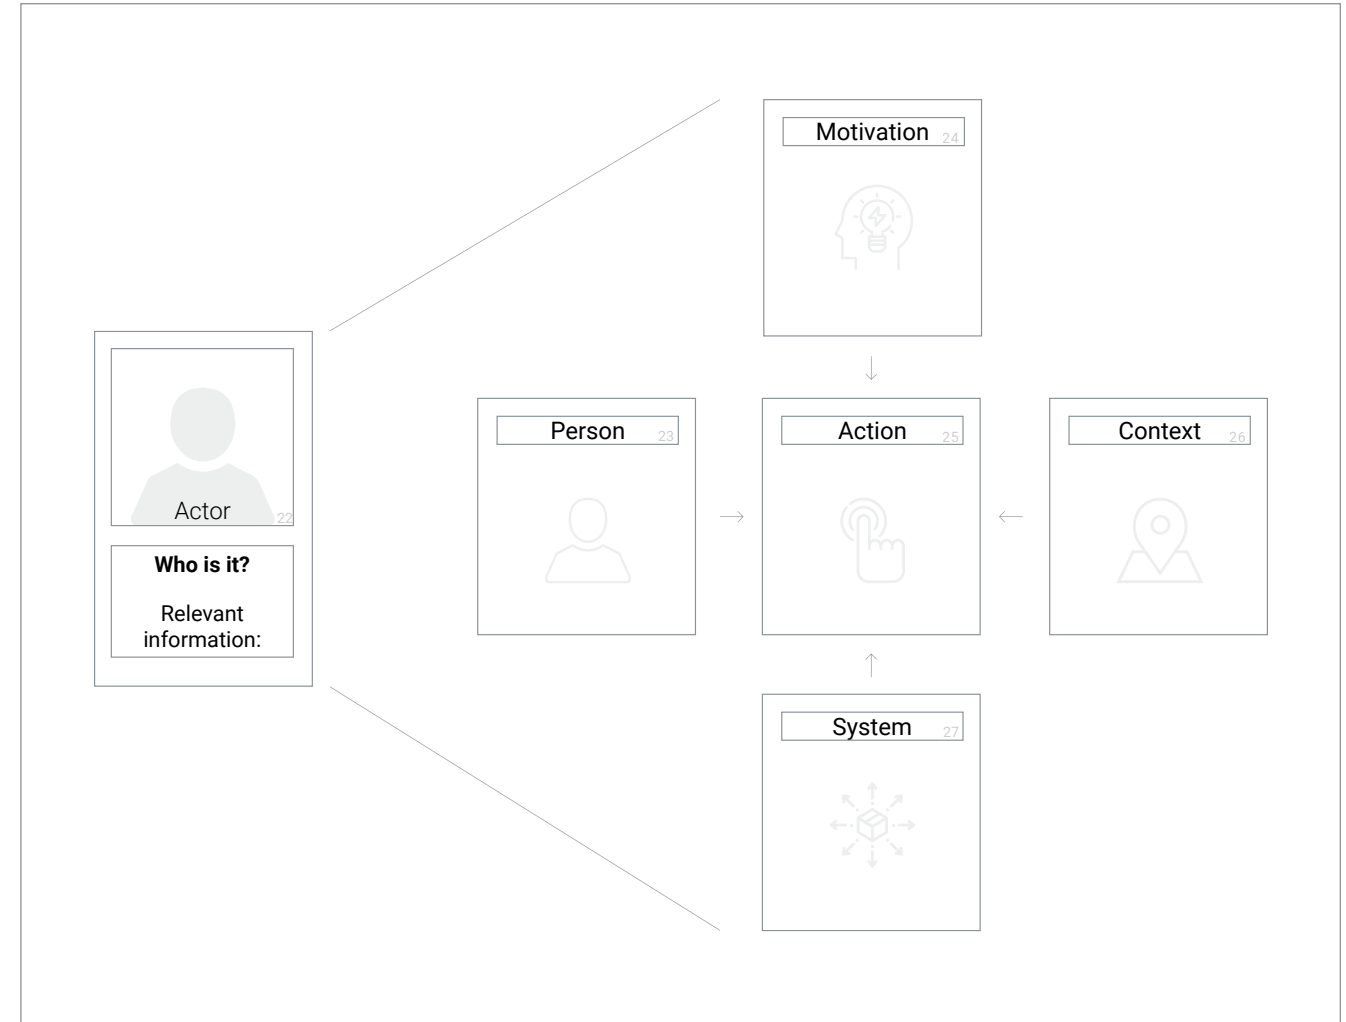 Motivation 24
Person 23
Action 25
Context 26
Actor 22
Who is it?
Relevant
information:
System 27